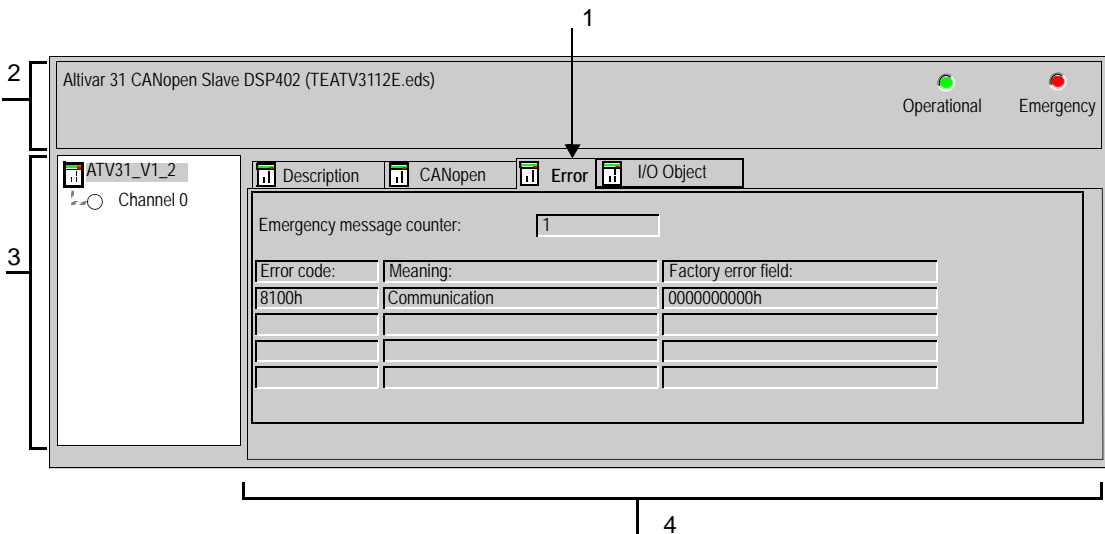 1
2
Altivar 31 CANopen Slave DSP402 (TEATV3112E.eds)
Operational Emergency
3
ATV31_V1_2
Channel 0
Description CANopen Error I/O Object
Emergency message counter: 1
Error code: Meaning: Factory error field:
8100h Communication 0000000000h
4